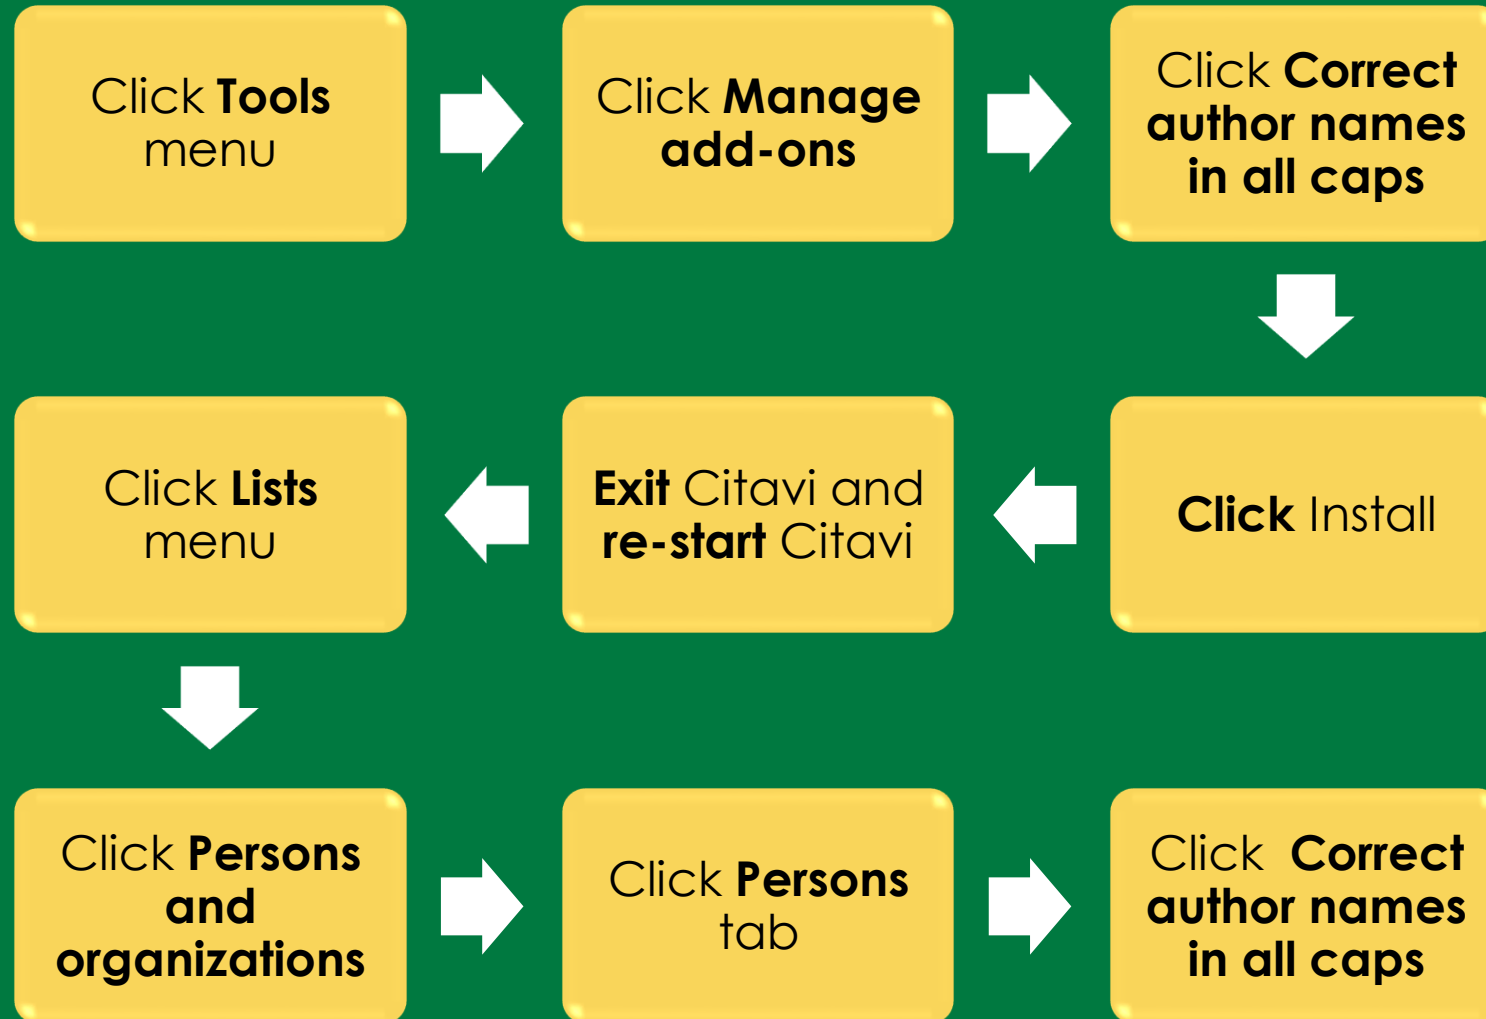 Click Tools
menu
Click Manage
add-ons
Click Correct
author names
in all caps
Click Install
Exit Citavi and
re-start Citavi
Click Lists
menu
Click Persons
and
organizations
Click Persons
tab
Click Correct
author names
in all caps